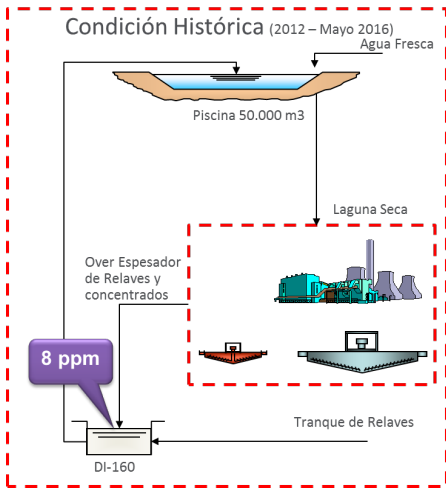 Condición Histórica (2012 – Mayo 2016)
Agua Fresca
Piscina 50.000 m3
Laguna Seca
Over Espesador
de Relaves y
concentrados
8 ppm
Tranque de Relaves
DI-160